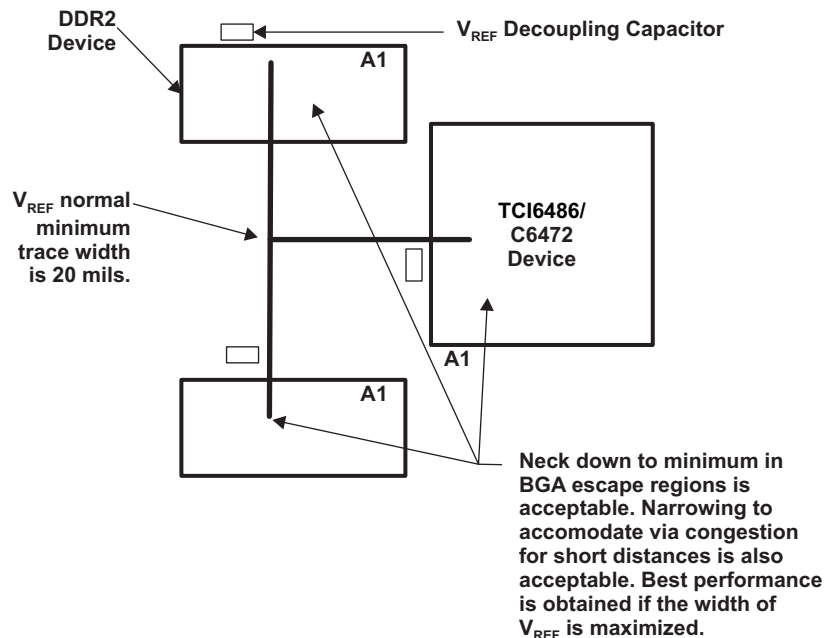 DDR2
Device
V_REF Decoupling Capacitor
A1
V_REF normal
minimum
trace width
is 20 mils.
TCI6486/
C6472
Device
A1
A1
Neck down to minimum in
BGA escape regions is
acceptable. Narrowing to
accomodate via congestion
for short distances is also
acceptable. Best performance
is obtained if the width of
V_REF is maximized.